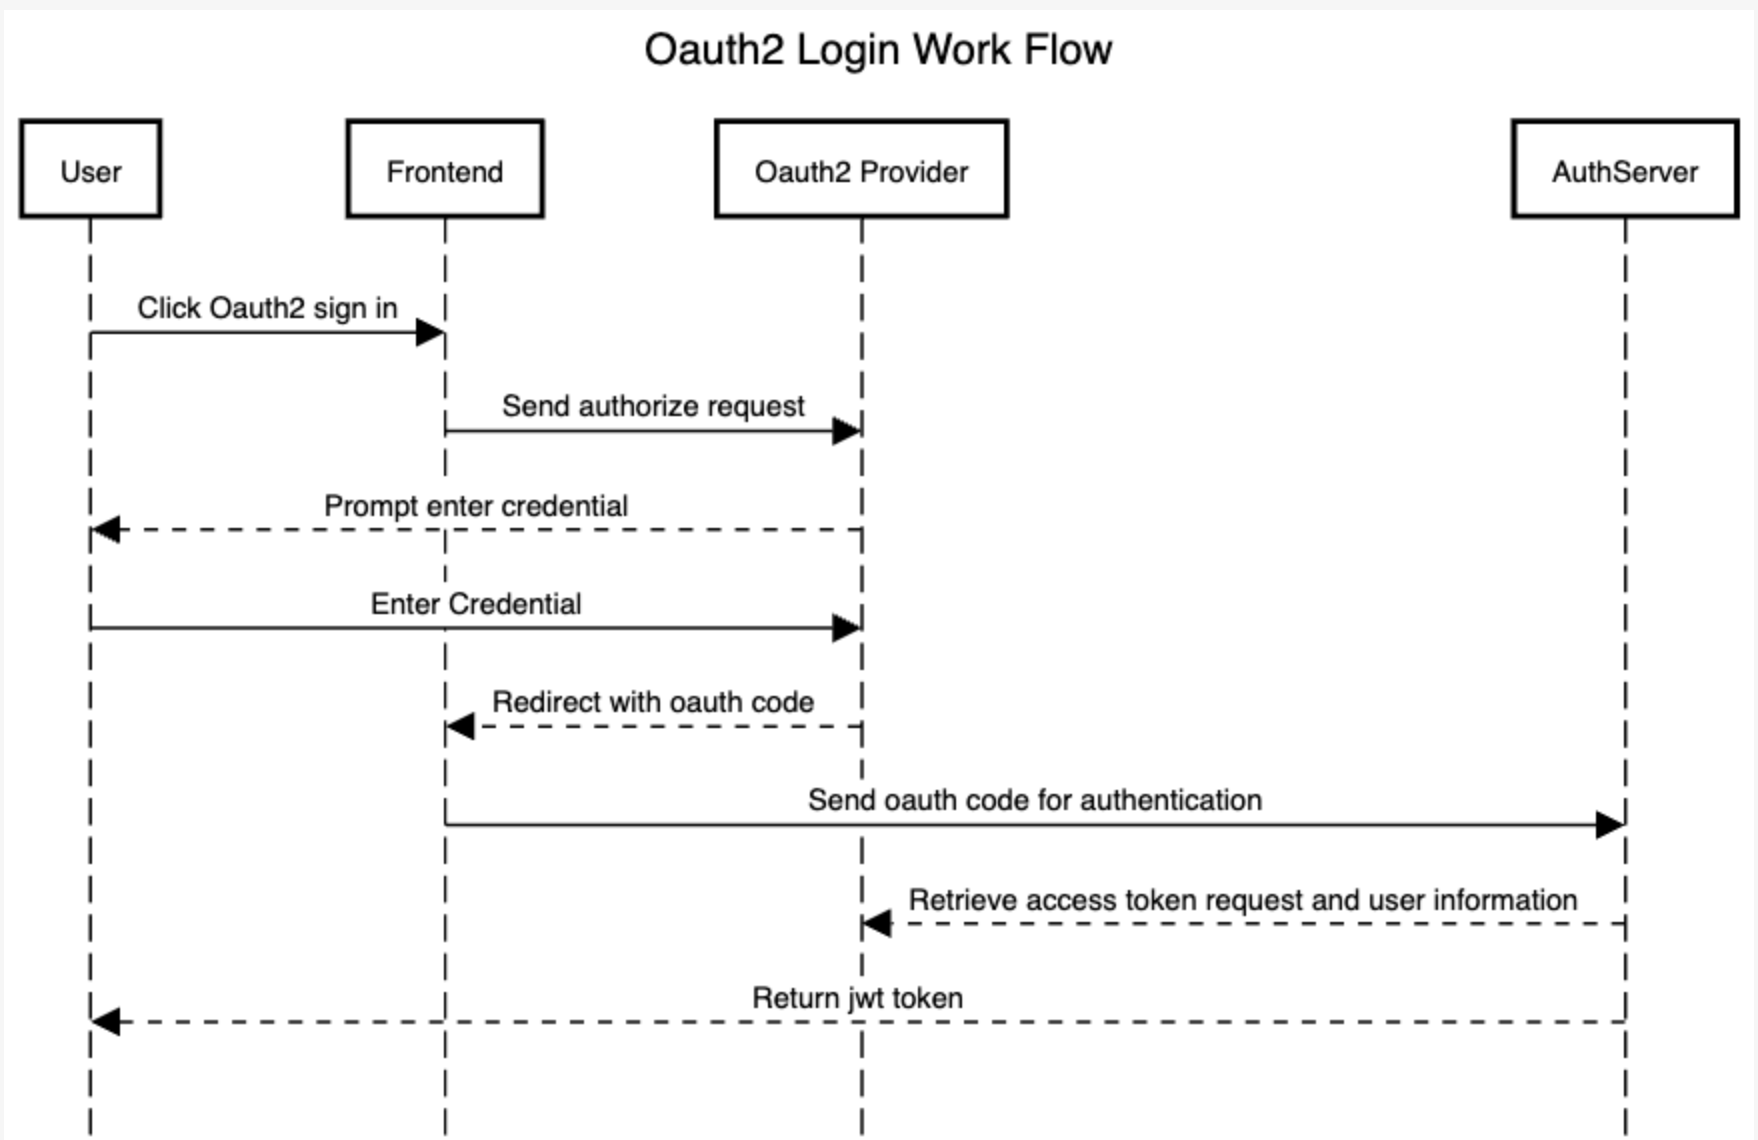 Oauth2 Login Work Flow
User
Frontend
Oauth2 Provider
AuthServer
Click Oauth2 sign in
Send authorize request
Prompt enter credential
Enter Credential
Redirect with oauth code
Send oauth code for authentication
Retrieve access token request and user information
Return jwt token